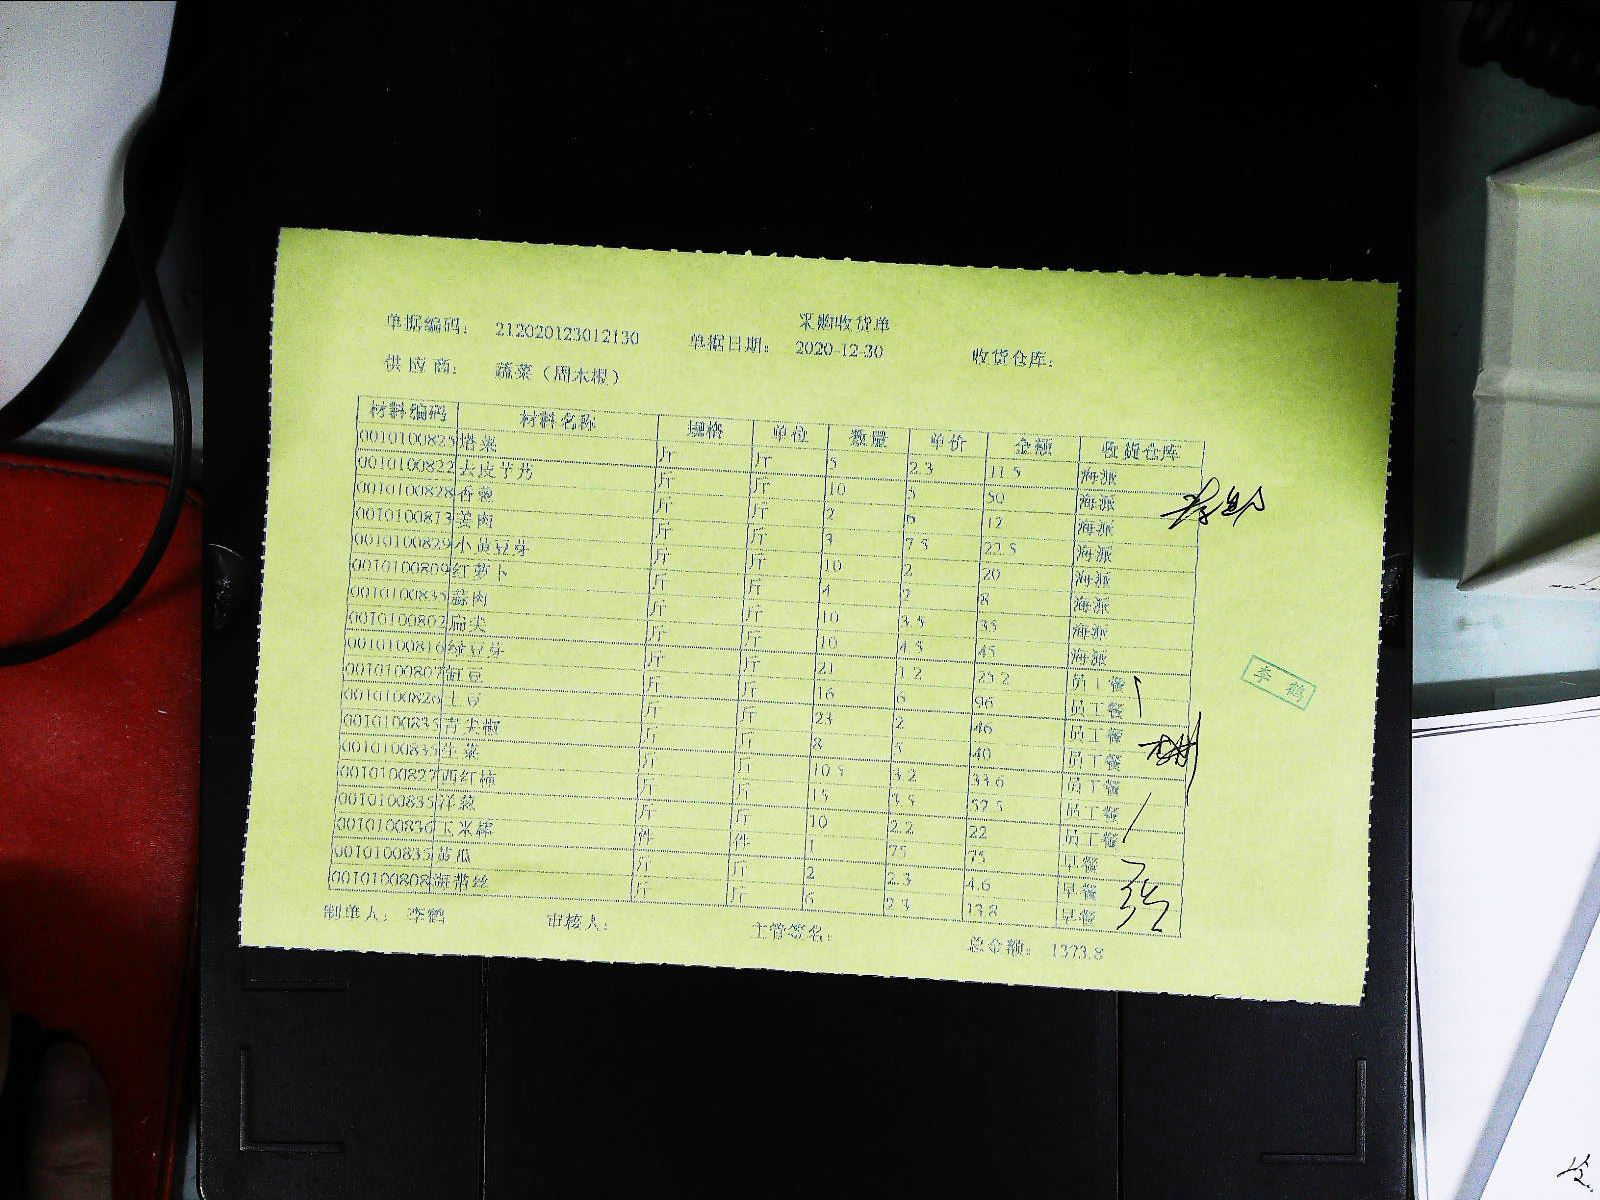 采购收货单
单据编码: 212020123012130 单据日期: 2020-12-30 收货仓库:
供应商: 蔬菜(周木根)
材料编码 材料名称 规格 单位 数量 单价 金额 收货仓库
0010100825 塔菜 斤 斤 5 2.3 11.5 海派
0010100822 去皮芋艿 斤 斤 10 5 50 海派
0010100828 香葱 斤 斤 2 6 12 海派
0010100813 姜肉 斤 斤 3 7.5 22.5 海派
0010100829 小黄豆芽 斤 斤 10 2 20 海派
0010100809 红萝卜 斤 斤 4 2 8 海派
0010100835 蒜肉 斤 斤 10 3.5 35 海派
0010100802 扁尖 斤 斤 10 4.5 45 海派
0010100816 绿豆芽 斤 斤 21 1.2 25.2 员工餐
0010100807 豇豆 斤 斤 16 6 96 员工餐
0010100826 土豆 斤 斤 23 2 46 员工餐
0010100835 青尖椒 斤 斤 8 5 40 员工餐
0010100835 生菜 斤 斤 10.5 3.2 33.6 员工餐
0010100827 西红柿 斤 斤 15 3.5 52.5 员工餐
0010100835 洋葱 斤 斤 10 2.2 22 员工餐
0010100836 玉米棒 件 件 1 75 75 早餐
0010100835 黄瓜 斤 斤 2 2.3 4.6 早餐
0010100808 海带丝 斤 斤 6 2.3 13.8 早餐
李鹤
制单人: 李鹤 审核人: 主管签名: 总金额: 1373.8